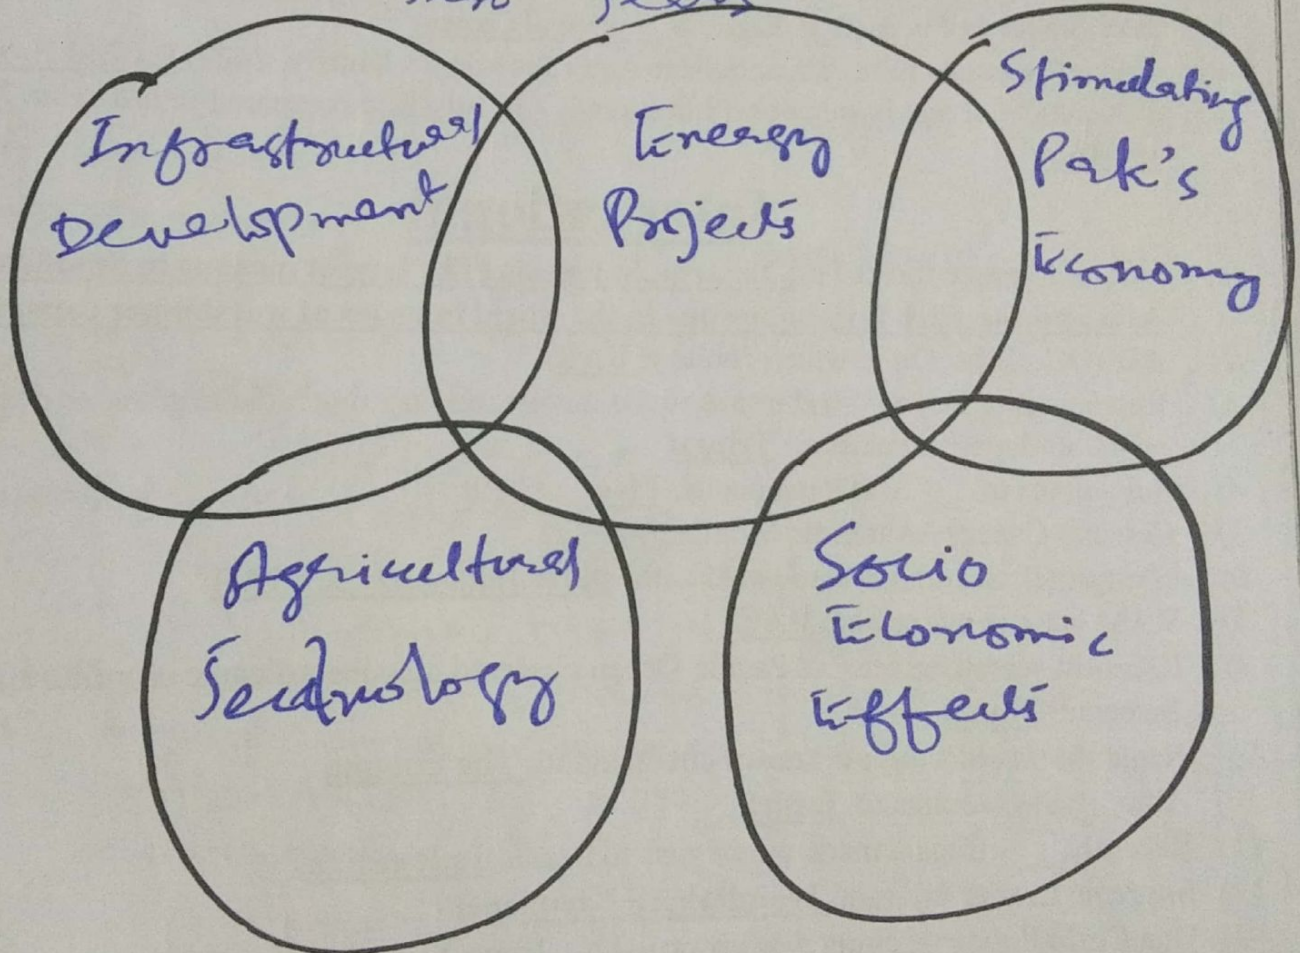 Infrastructural
Development
Energy
Projects
Stimulating
Pak's
Economy
Agricultural
Technology
Socio
Economic
Effects